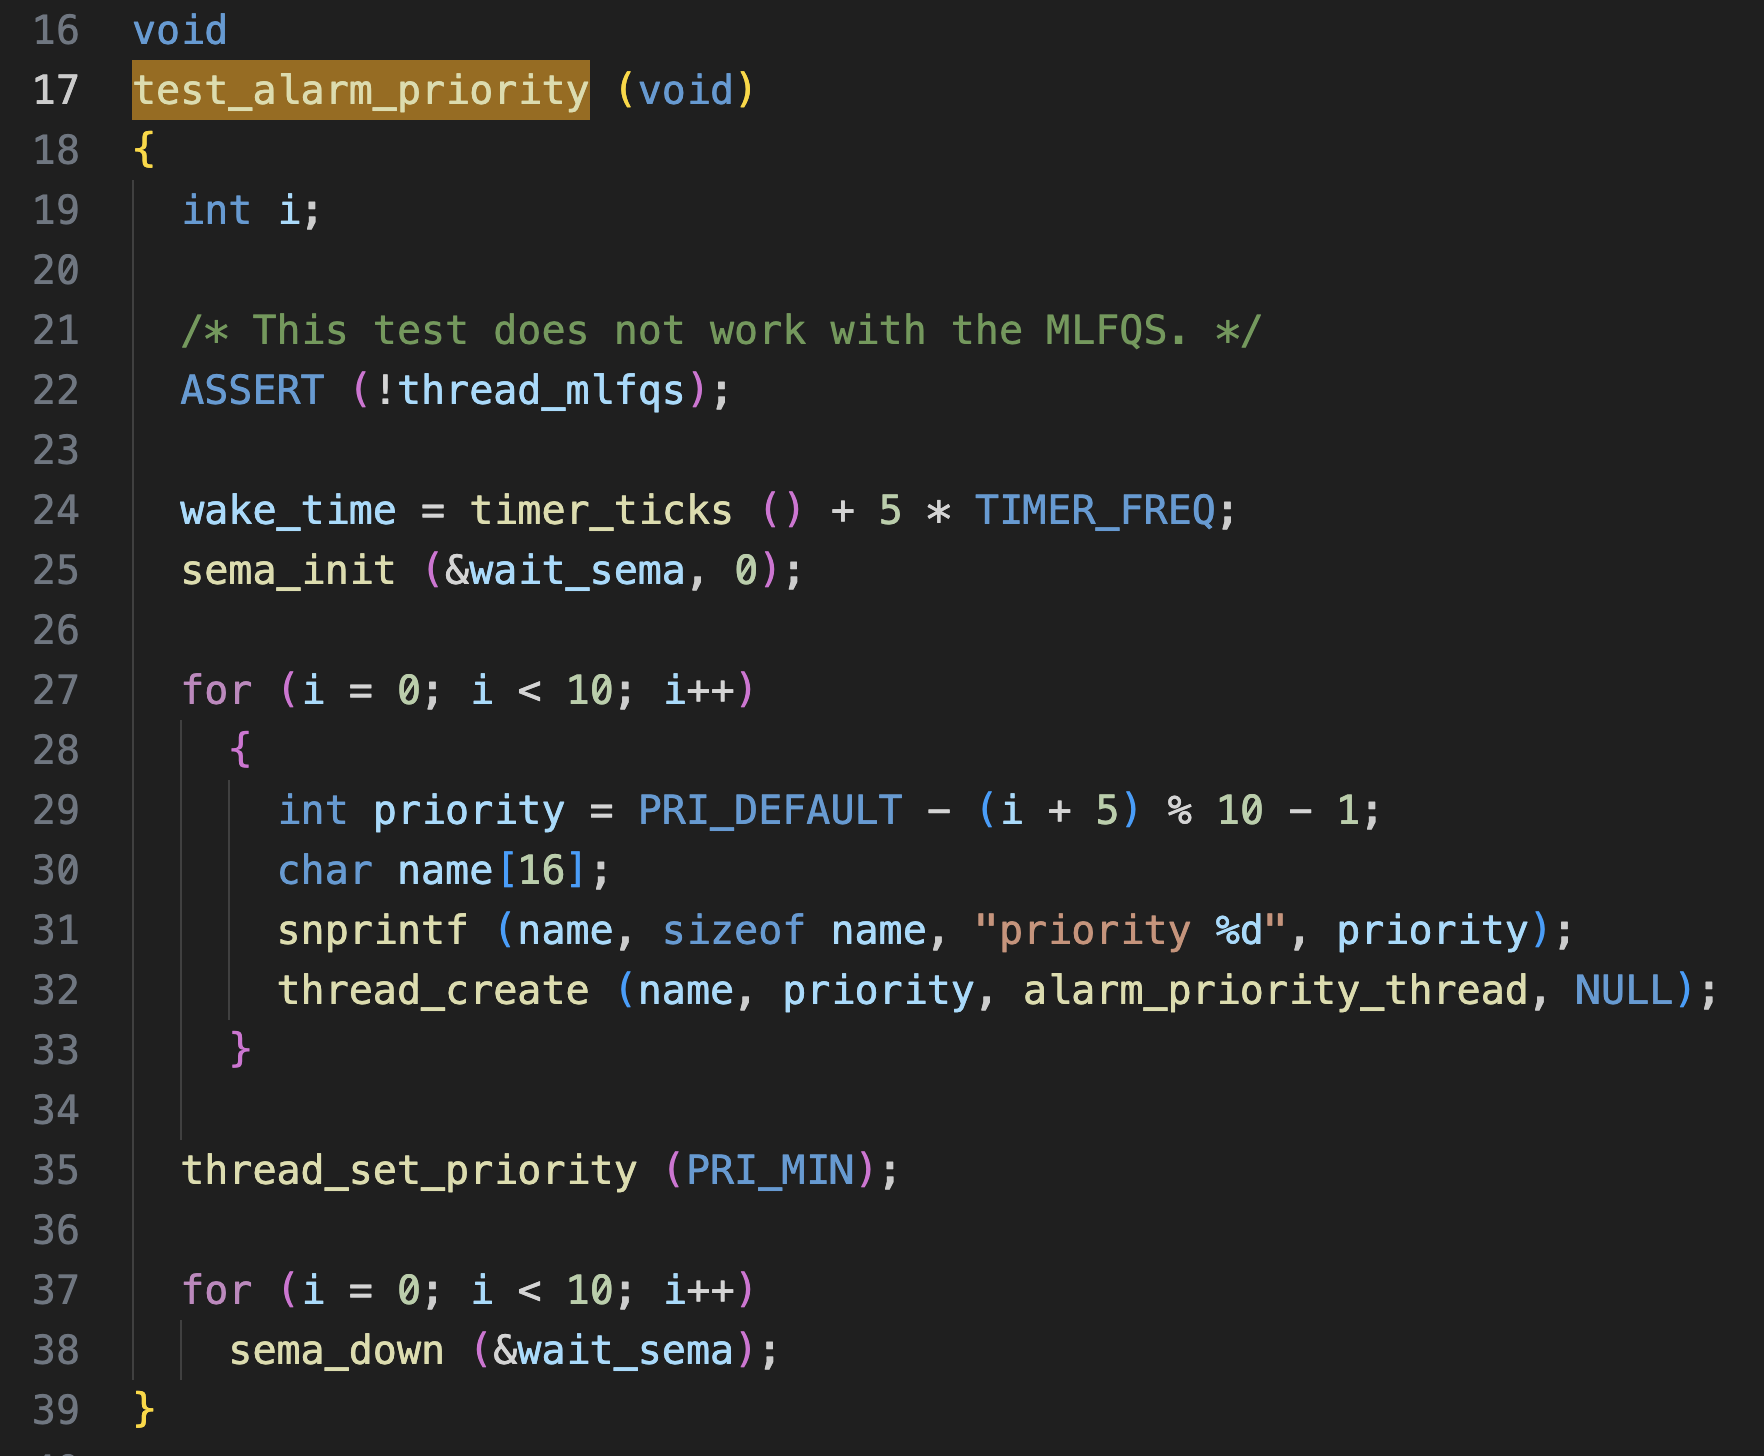 16 void
17 test_alarm_priority (void)
18 {
19   int i;
20
21   /* This test does not work with the MLFQS. */
22   ASSERT (!thread_mlfqs);
23
24   wake_time = timer_ticks () + 5 * TIMER_FREQ;
25   sema_init (&wait_sema, 0);
26
27   for (i = 0; i < 10; i++)
28     {
29       int priority = PRI_DEFAULT - (i + 5) % 10 - 1;
30       char name[16];
31       snprintf (name, sizeof name, "priority %d", priority);
32       thread_create (name, priority, alarm_priority_thread, NULL);
33     }
34
35   thread_set_priority (PRI_MIN);
36
37   for (i = 0; i < 10; i++)
38     sema_down (&wait_sema);
39 }